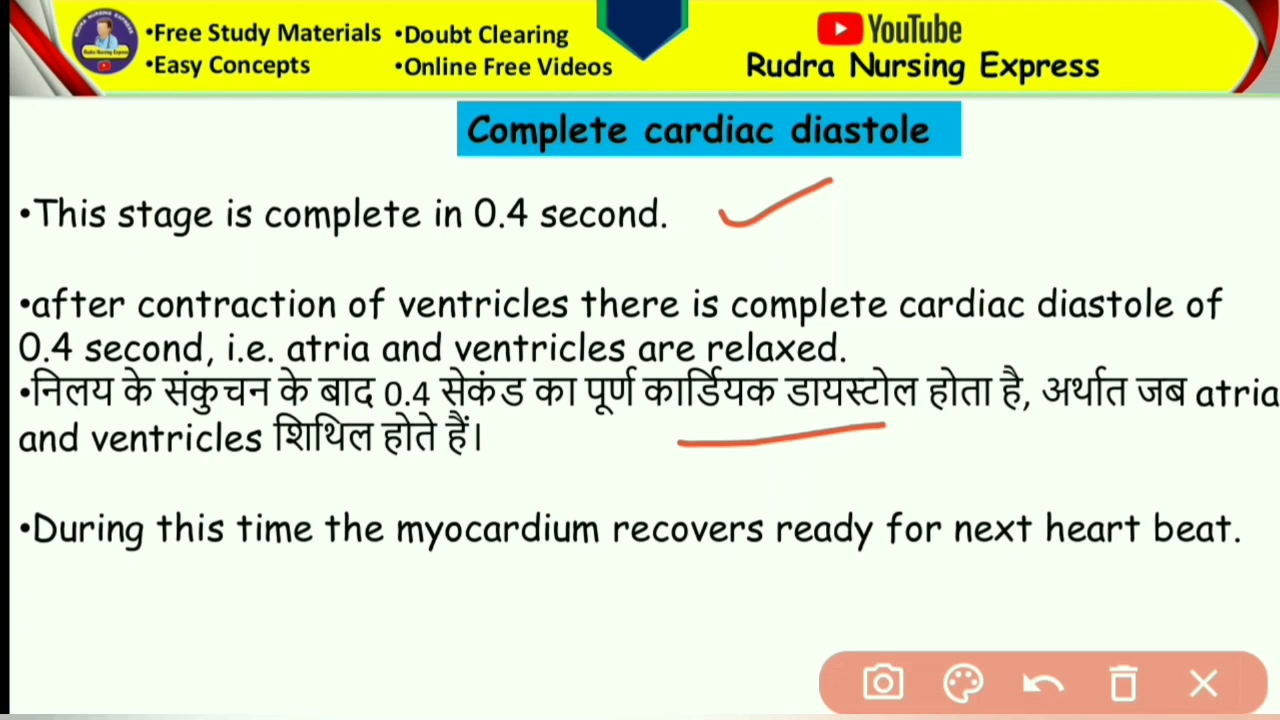 •Free Study Materials •Doubt Clearing
•Easy Concepts •Online Free Videos
YouTube
Rudra Nursing Express
Complete cardiac diastole
•This stage is complete in 0.4 second.
•after contraction of ventricles there is complete cardiac diastole of
0.4 second, i.e. atria and ventricles are relaxed.
•निलय के संकुचन के बाद 0.4 सेकंड का पूर्ण कार्डियक डायस्टोल होता है, अर्थात जब atria
and ventricles शिथिल होते हैं।
•During this time the myocardium recovers ready for next heart beat.